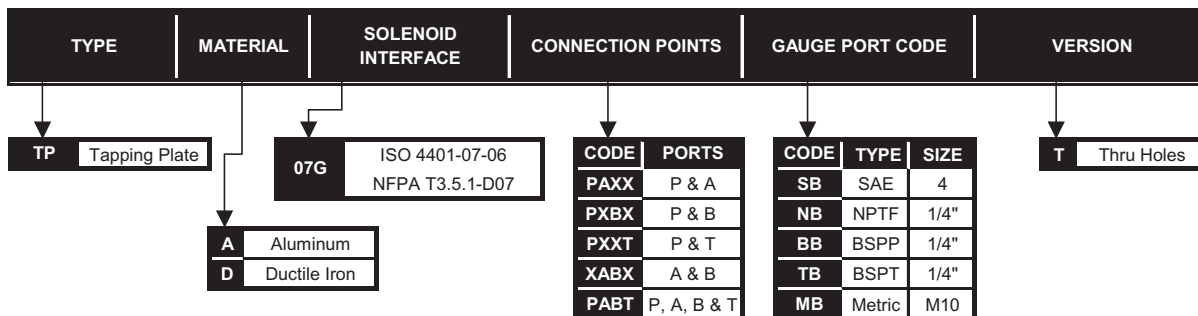 TYPE
MATERIAL
SOLENOID
INTERFACE
CONNECTION POINTS
GAUGE PORT CODE
VERSION
TP Tapping Plate
A Aluminum
D Ductile Iron
07G
ISO 4401-07-06
NFPA T3.5.1-D07
CODE PORTS
PAXX P & A
PXBX P & B
PXXT P & T
XABX A & B
PABT P, A, B & T
CODE TYPE SIZE
SB SAE 4
NB NPTF 1/4"
BB BSPP 1/4"
TB BSPT 1/4"
MB Metric M10
T Thru Holes